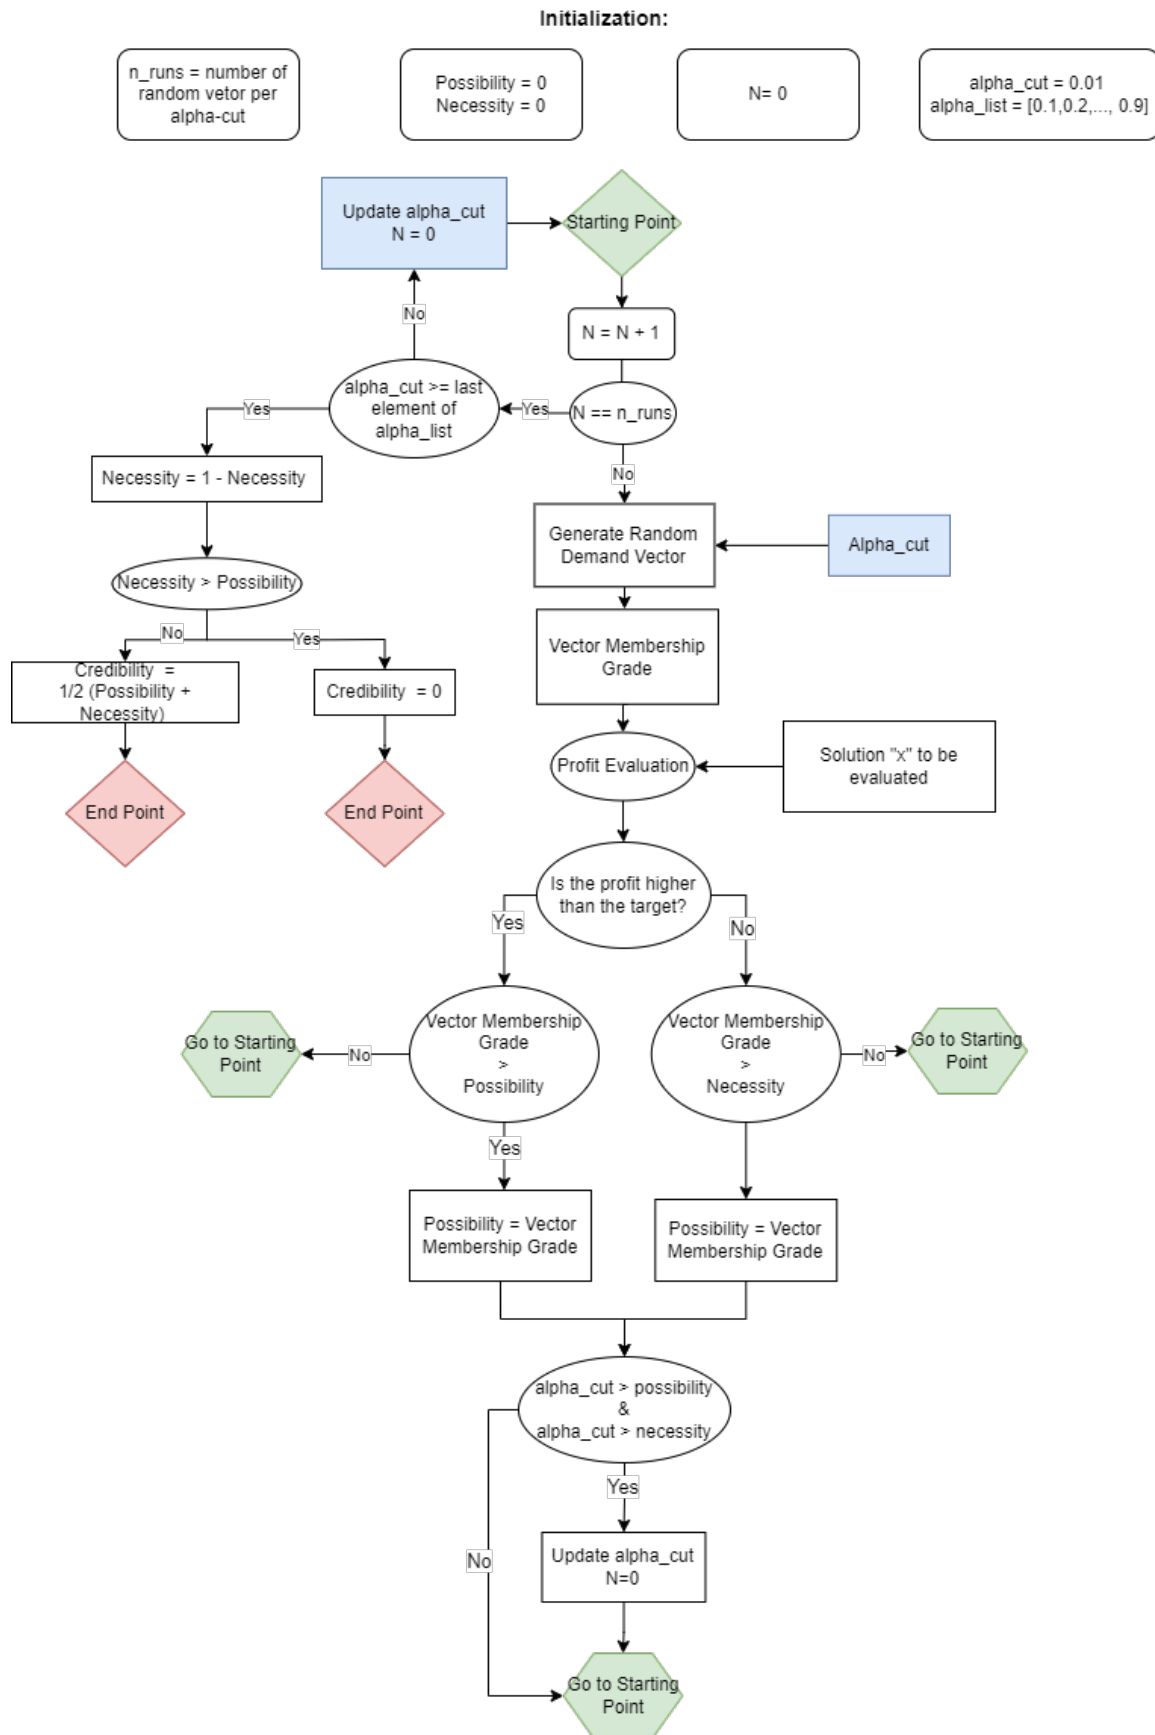 Initialization:
n_runs = number of
random vetor per
alpha-cut
Possibility = 0
Necessity = 0
N= 0
alpha_cut = 0.01
alpha_list = [0.1,0.2,..., 0.9]
Update alpha_cut
N = 0
Starting Point
No
N = N + 1
alpha_cut >= last
element of
alpha_list
Yes
Yes
N == n_runs
No
Necessity = 1 - Necessity
Generate Random
Demand Vector
Alpha_cut
Necessity > Possibility
No
Yes
Vector Membership
Grade
Credibility  =
1/2 (Possibility +
Necessity)
Credibility  = 0
Profit Evaluation
Solution "x" to be
evaluated
End Point
End Point
Is the profit higher
than the target?
Yes
No
Vector Membership
Grade
>
Possibility
Vector Membership
Grade
>
Necessity
Go to Starting
Point
No
No
Go to Starting
Point
Yes
Possibility = Vector
Membership Grade
Possibility = Vector
Membership Grade
alpha_cut > possibility
&
alpha_cut > necessity
Yes
No
Update alpha_cut
N=0
Go to Starting
Point